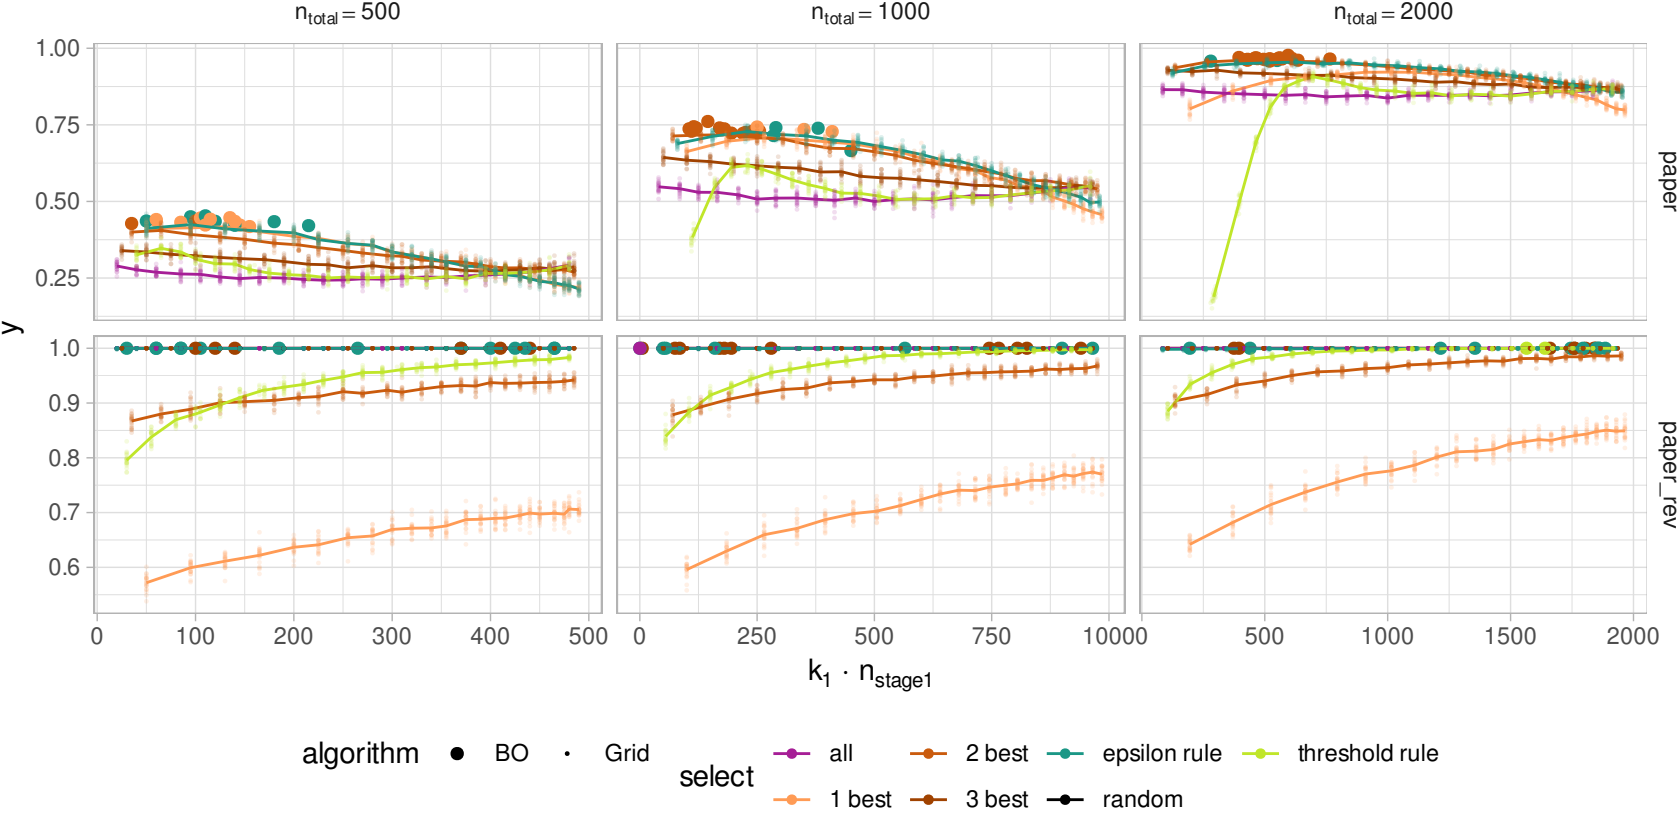 n_total = 500 n_total = 1000 n_total = 2000
1.00
0.75
0.50
0.25
paper
y
1.0
0.9
0.8
0.7
0.6
paper_rev
0 100 200 300 400 500 0 250 500 750 1000 0 500 1000 1500 2000
k_1 · n_stage1
algorithm BO Grid
select all 2 best epsilon rule threshold rule
1 best 3 best random